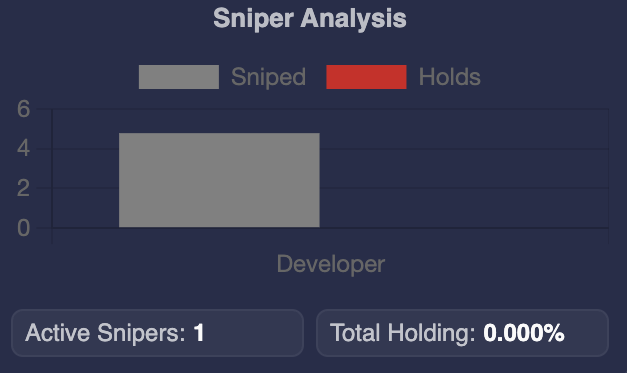 Sniper Analysis
Sniped Holds
6
4
2
0
Developer
Active Snipers: 1 Total Holding: 0.000%